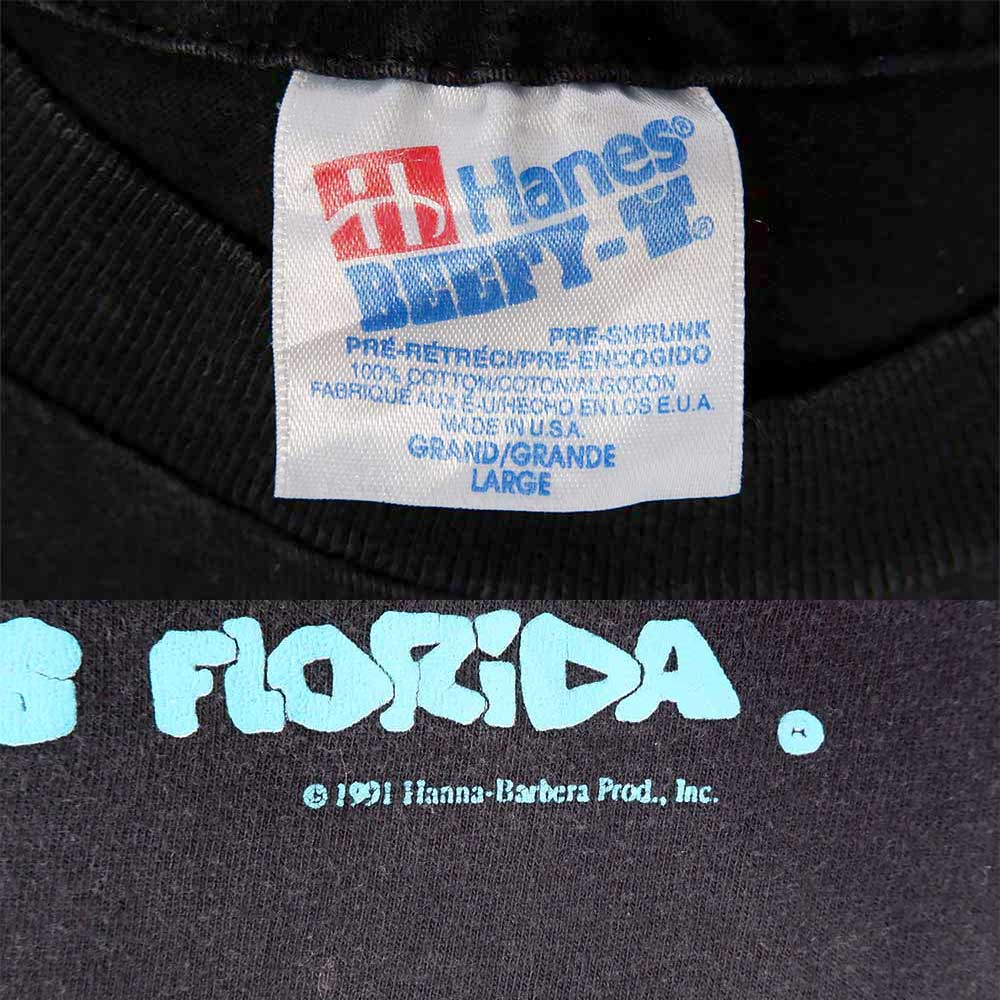 Hanes®
BEEFY-T®
PRE-SHRUNK
PRÉ-RÉTRÉCI/PRE-ENCOGIDO
100% COTTON/COTON/ALGODON
FABRIQUÉ AUX É-U/HECHO EN LOS E.U.A.
MADE IN U.S.A.
GRAND/GRANDE
LARGE
FLORiDA
© 1991 Hanna-Barbera Prod., Inc.